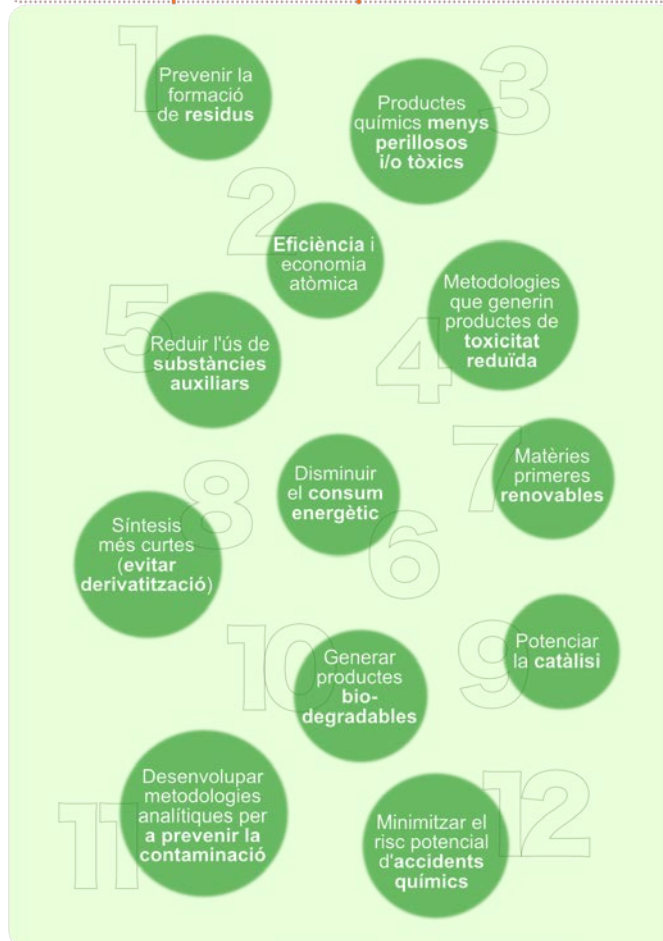 1
Prevenir la
formació
de residus
2
Eficiència i
economia
atòmica
3
Productes
químics menys
perillosos
i/o tòxics
4
Metodologies
que generin
productes de
toxicitat
reduïda
5
Reduir l'ús de
substàncies
auxiliars
6
Disminuir
el consum
energètic
7
Matèries
primeres
renovables
8
Síntesis
més curtes
(evitar
derivatització)
9
Potenciar
la catàlisi
10
Generar
productes
bio-
degradables
11
Desenvolupar
metodologies
analítiques per
a prevenir la
contaminació
12
Minimitzar el
risc potencial
d'accidents
químics